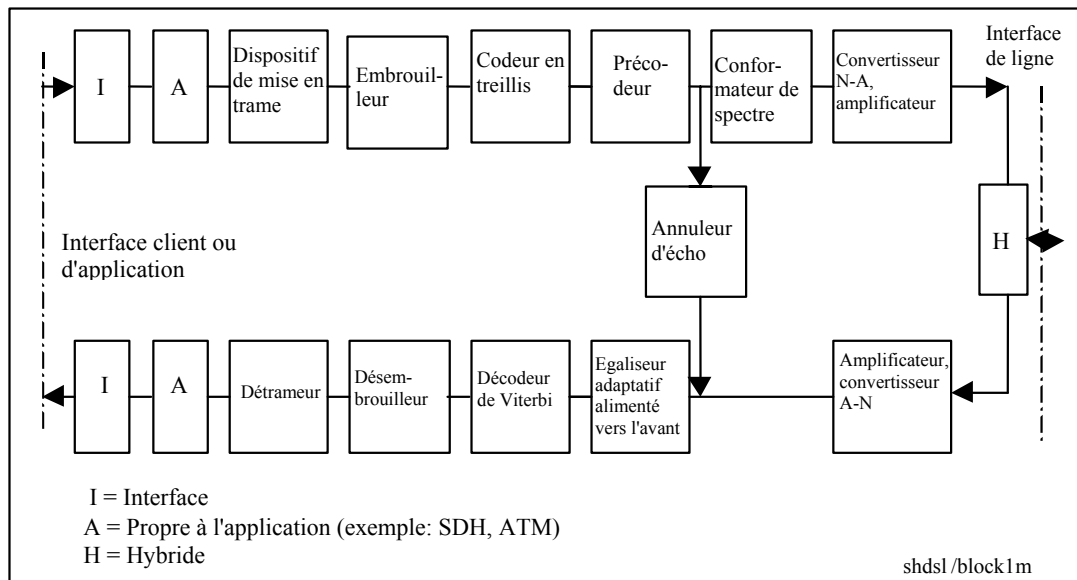 I
A
Dispositif
de mise en
trame
Embrouil-
leur
Codeur en
treillis
Préco-
deur
Confor-
mateur de
spectre
Convertisseur
N-A,
amplificateur
Interface
de ligne
Interface client ou
d'application
Annuleur
d'écho
H
I
A
Détrameur
Désem-
brouilleur
Décodeur
de Viterbi
Egaliseur
adaptatif
alimenté
vers l'avant
Amplificateur,
convertisseur
A-N
I = Interface
A = Propre à l'application (exemple: SDH, ATM)
H = Hybride
shdsl /block1m